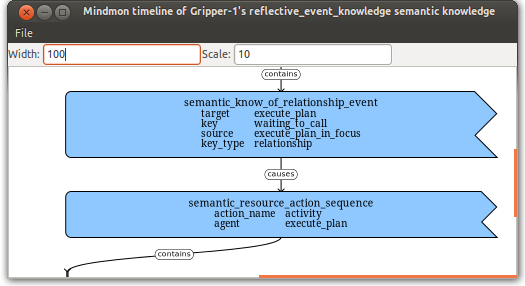 Mindmon timeline of Gripper-1's reflective_event_knowledge semantic knowledge
File
Width: 100 Scale: 10
contains
semantic_know_of_relationship_event
target execute_plan
key waiting_to_call
source execute_plan_in_focus
key_type relationship
causes
semantic_resource_action_sequence
action_name activity
agent execute_plan
contains